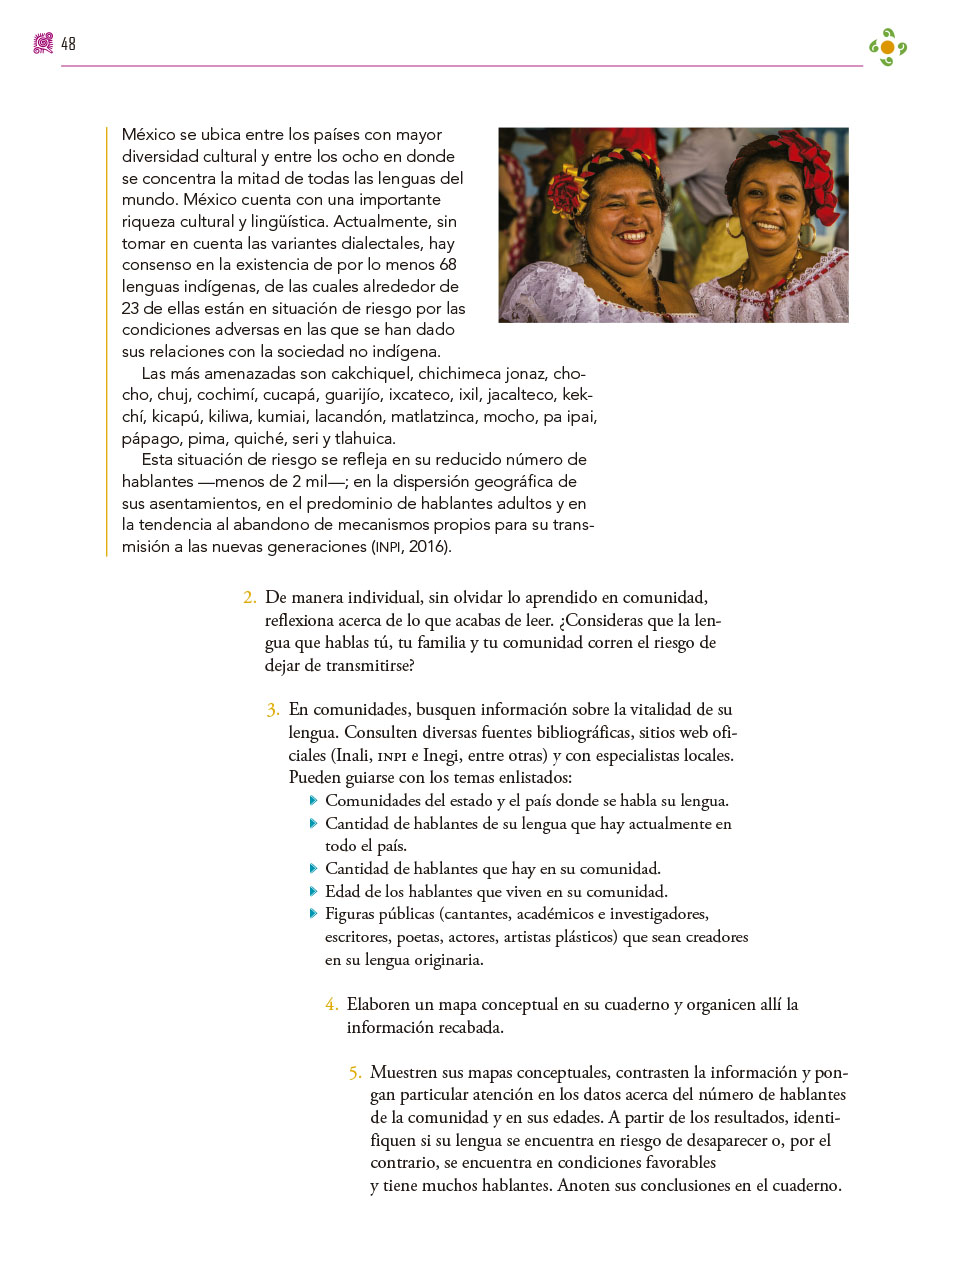 48
México se ubica entre los países con mayor
diversidad cultural y entre los ocho en donde
se concentra la mitad de todas las lenguas del
mundo. México cuenta con una importante
riqueza cultural y lingüística. Actualmente, sin
tomar en cuenta las variantes dialectales, hay
consenso en la existencia de por lo menos 68
lenguas indígenas, de las cuales alrededor de
23 de ellas están en situación de riesgo por las
condiciones adversas en las que se han dado
sus relaciones con la sociedad no indígena.
Las más amenazadas son cakchiquel, chichimeca jonaz, cho-
cho, chuj, cochimí, cucapá, guarijío, ixcateco, ixil, jacalteco, kek-
chí, kicapú, kiliwa, kumiai, lacandón, matlatzinca, mocho, pa ipai,
pápago, pima, quiché, seri y tlahuica.
Esta situación de riesgo se refleja en su reducido número de
hablantes —menos de 2 mil—; en la dispersión geográfica de
sus asentamientos, en el predominio de hablantes adultos y en
la tendencia al abandono de mecanismos propios para su trans-
misión a las nuevas generaciones (INPI, 2016).
2. De manera individual, sin olvidar lo aprendido en comunidad,
reflexiona acerca de lo que acabas de leer. ¿Consideras que la len-
gua que hablas tú, tu familia y tu comunidad corren el riesgo de
dejar de transmitirse?
3. En comunidades, busquen información sobre la vitalidad de su
lengua. Consulten diversas fuentes bibliográficas, sitios web ofi-
ciales (Inali, INPI e Inegi, entre otras) y con especialistas locales.
Pueden guiarse con los temas enlistados:
Comunidades del estado y el país donde se habla su lengua.
Cantidad de hablantes de su lengua que hay actualmente en
todo el país.
Cantidad de hablantes que hay en su comunidad.
Edad de los hablantes que viven en su comunidad.
Figuras públicas (cantantes, académicos e investigadores,
escritores, poetas, actores, artistas plásticos) que sean creadores
en su lengua originaria.
4. Elaboren un mapa conceptual en su cuaderno y organicen allí la
información recabada.
5. Muestren sus mapas conceptuales, contrasten la información y pon-
gan particular atención en los datos acerca del número de hablantes
de la comunidad y en sus edades. A partir de los resultados, identi-
fiquen si su lengua se encuentra en riesgo de desaparecer o, por el
contrario, se encuentra en condiciones favorables
y tiene muchos hablantes. Anoten sus conclusiones en el cuaderno.